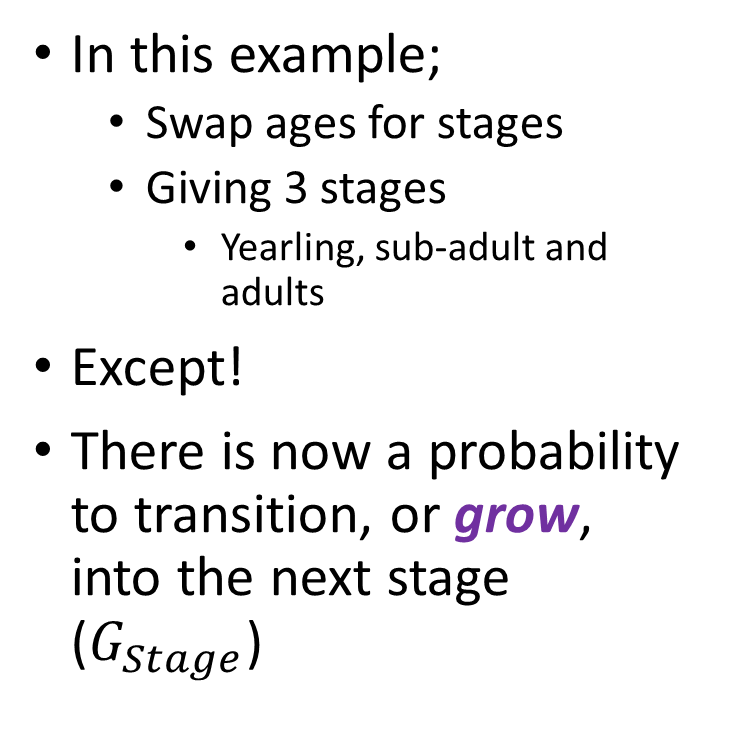 • In this example;
• Swap ages for stages
• Giving 3 stages
• Yearling, sub-adult and
adults
• Except!
• There is now a probability
to transition, or grow,
into the next stage
(G_{Stage})